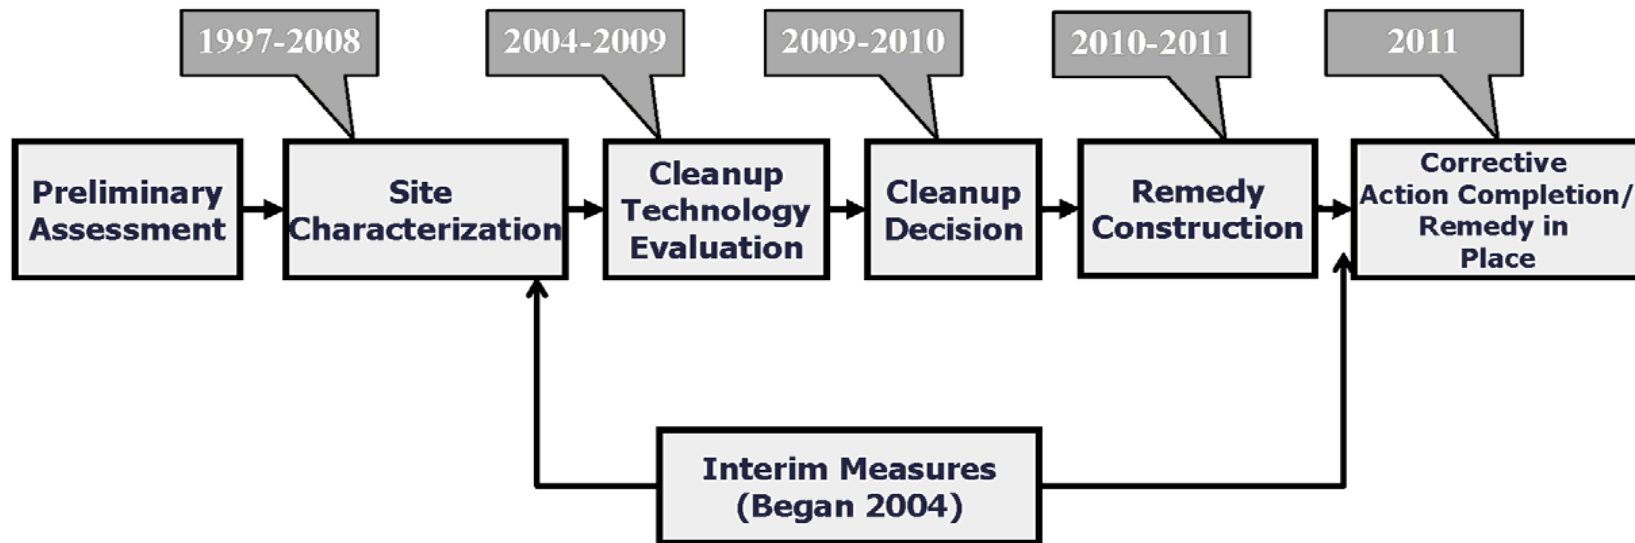 1997-2008
2004-2009
2009-2010
2010-2011
2011
Preliminary
Assessment
Site
Characterization
Cleanup
Technology
Evaluation
Cleanup
Decision
Remedy
Construction
Corrective
Action Completion/
Remedy in
Place
Interim Measures
(Began 2004)